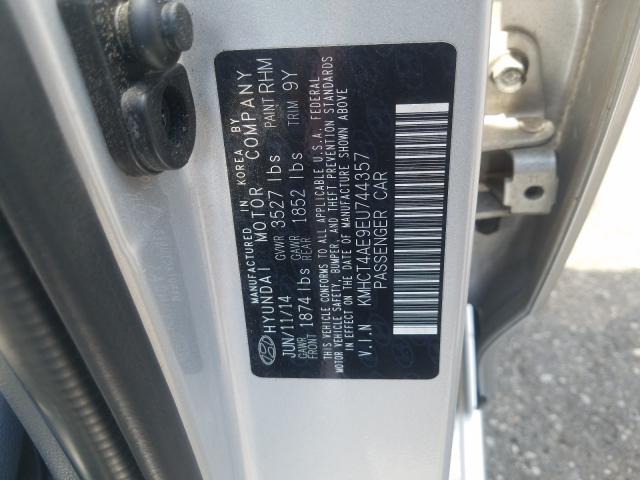 MANUFACTURED IN KOREA BY
HYUNDAI MOTOR COMPANY
JUN/11/14 GVWR 3527 lbs PAINT RHM
GAWR FRONT 1874 lbs GAWR REAR 1852 lbs TRIM 9Y
THIS VEHICLE CONFORMS TO ALL APPLICABLE U.S.A. FEDERAL
MOTOR VEHICLE SAFETY, BUMPER, AND THEFT PREVENTION STANDARDS
IN EFFECT ON THE DATE OF MANUFACTURE SHOWN ABOVE
V.I.N KMHCT4AE9EU744357
PASSENGER CAR